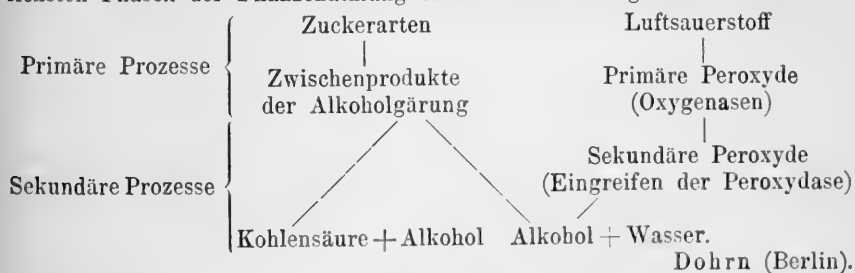 Zuckerarten Luftsauerstoff
Primäre Prozesse
Zwischenprodukte Primäre Peroxyde
der Alkoholgärung (Oxygenasen)
Sekundäre Peroxyde
Sekundäre Prozesse (Eingreifen der Peroxydase)
Kohlensäure + Alkohol Alkohol + Wasser.
Dohrn (Berlin).